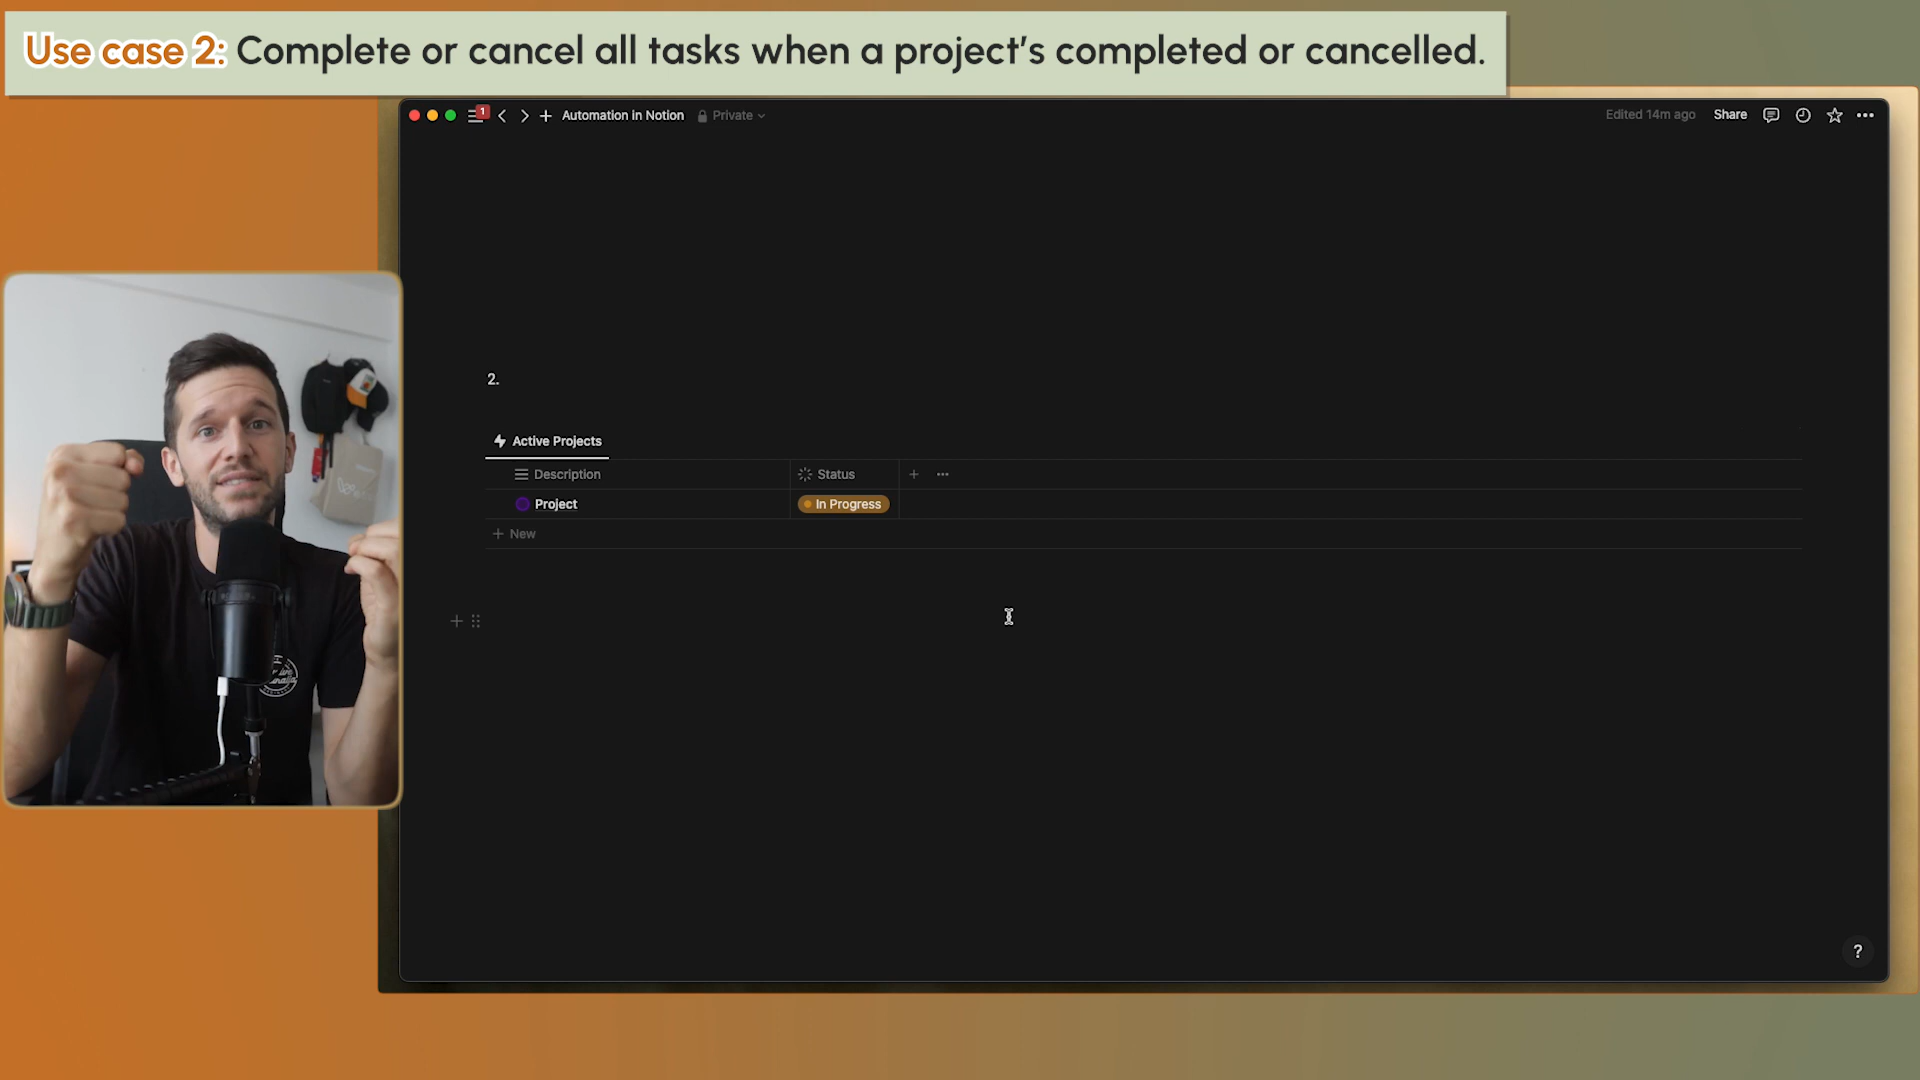 Use case 2: Complete or cancel all tasks when a project's completed or cancelled.
1
Automation in Notion
Private
Edited 14m ago
Share
2.
Active Projects
Description
Status
Project
In Progress
New
?